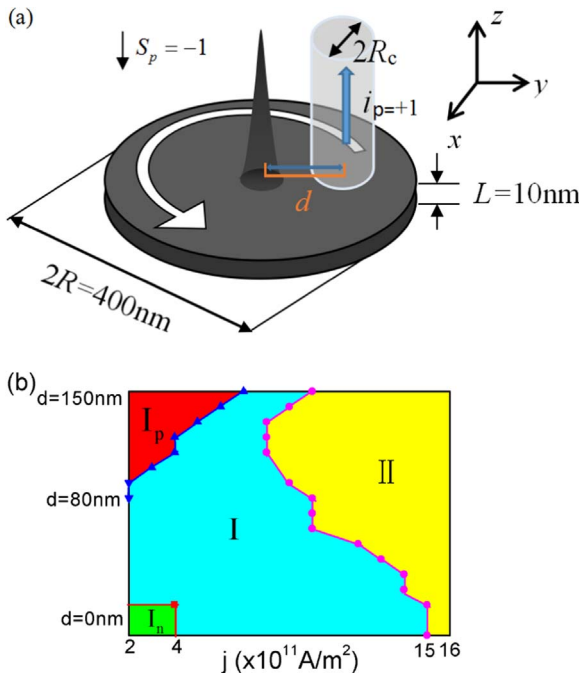 (a)
S_p = -1
2R_c
i_p=+1
z
y
x
d
L=10nm
2R=400nm
(b)
d=150nm
I_p
II
d=80nm
I
d=0nm
I_n
2 4 15 16
j (x10^11A/m^2)